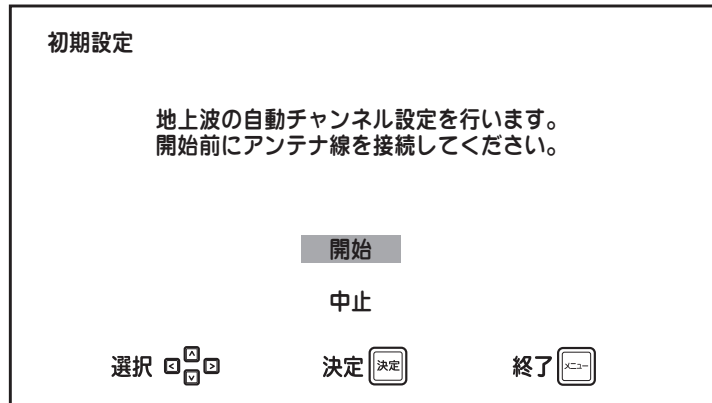 初期設定
地上波の自動チャンネル設定を行います。
開始前にアンテナ線を接続してください。
開始
中止
選択 決定 決定 終了 メニュー